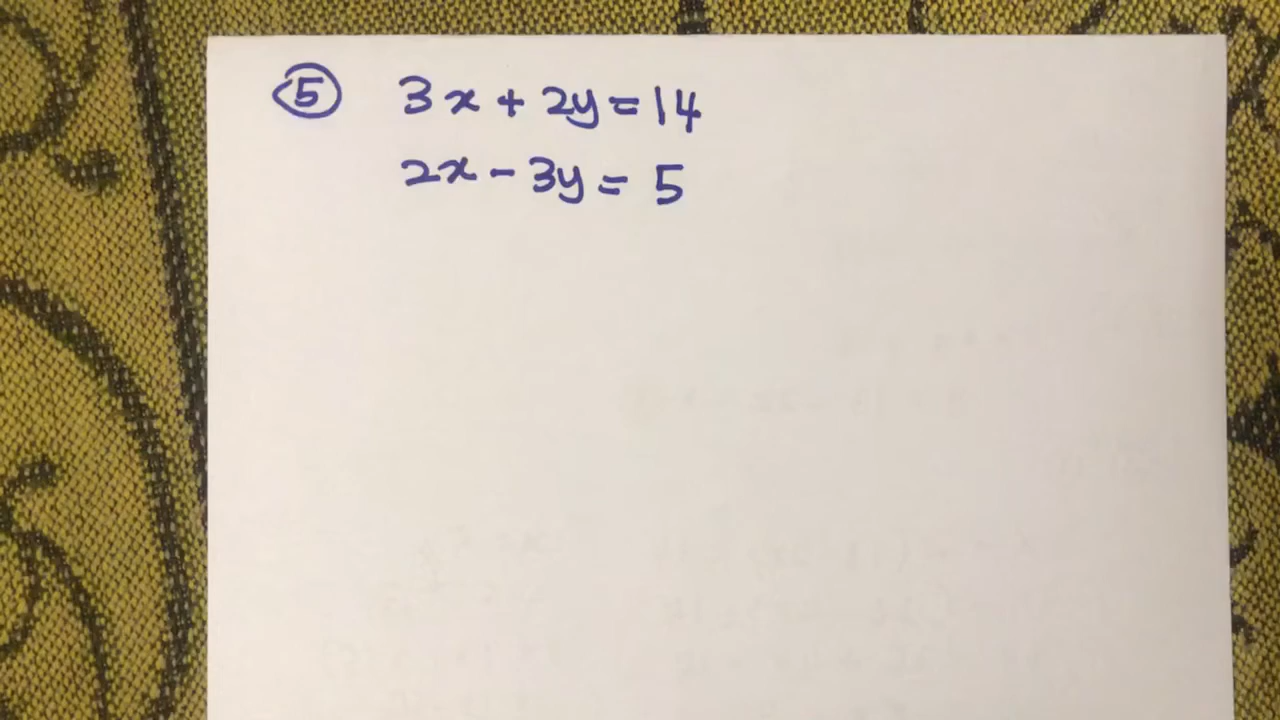 ⑤ 3x + 2y = 14
2x - 3y = 5